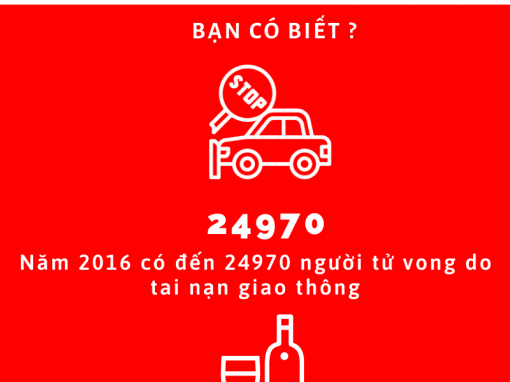 BẠN CÓ BIẾT ?
STOP
24970
Năm 2016 có đến 24970 người tử vong do
tai nạn giao thông